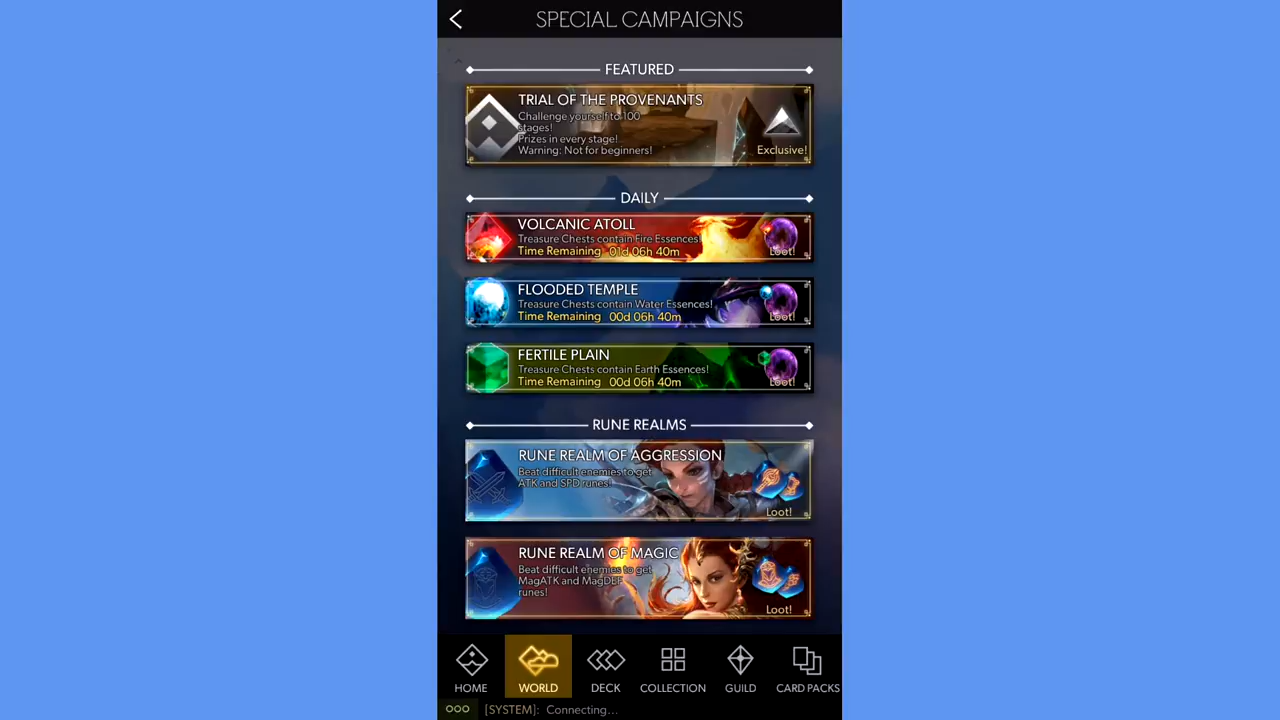 SPECIAL CAMPAIGNS
FEATURED
TRIAL OF THE PROVENANTS
Challenge yourself to 100
stages!
Prizes in every stage!
Warning: Not for beginners!
Exclusive!
DAILY
VOLCANIC ATOLL
Treasure Chests contain Fire Essences!
Time Remaining 01d 06h 40m
Loot!
FLOODED TEMPLE
Treasure Chests contain Water Essences!
Time Remaining 00d 06h 40m
Loot!
FERTILE PLAIN
Treasure Chests contain Earth Essences!
Time Remaining 00d 06h 40m
Loot!
RUNE REALMS
RUNE REALM OF AGGRESSION
Beat difficult enemies to get
ATK and SPD runes!
Loot!
RUNE REALM OF MAGIC
Beat difficult enemies to get
MagATK and MagDEF
runes!
Loot!
HOME WORLD DECK COLLECTION GUILD CARD PACKS
[SYSTEM]: Connecting...